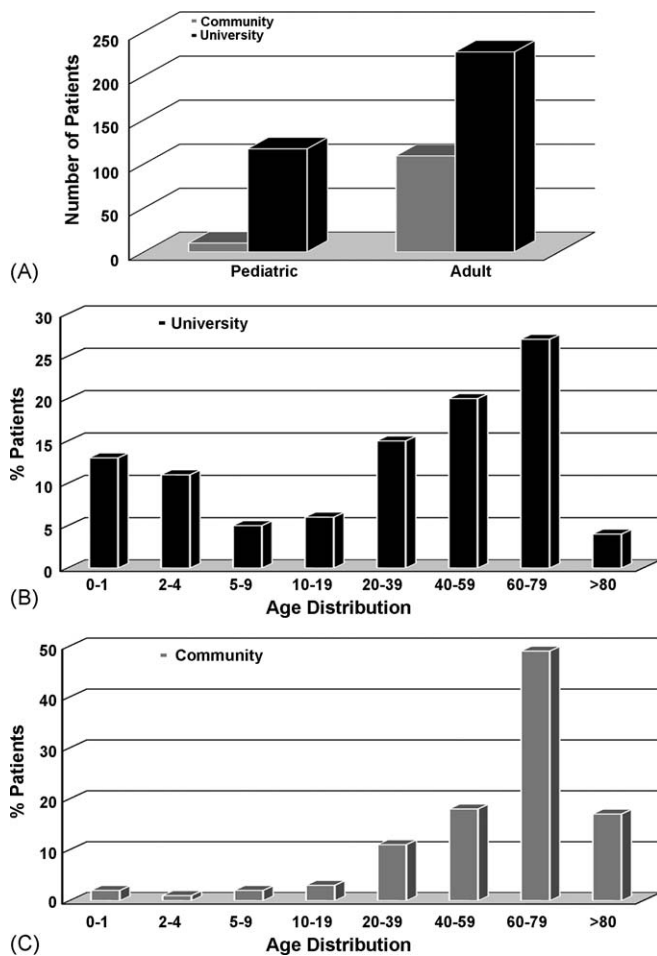 Community
University
250
200
150
100
50
0
Number of Patients
Pediatric Adult
(A)
30
25
20
15
10
5
0
% Patients
University
0-1 2-4 5-9 10-19 20-39 40-59 60-79 >80
Age Distribution
(B)
50
40
30
20
10
0
% Patients
Community
0-1 2-4 5-9 10-19 20-39 40-59 60-79 >80
Age Distribution
(C)